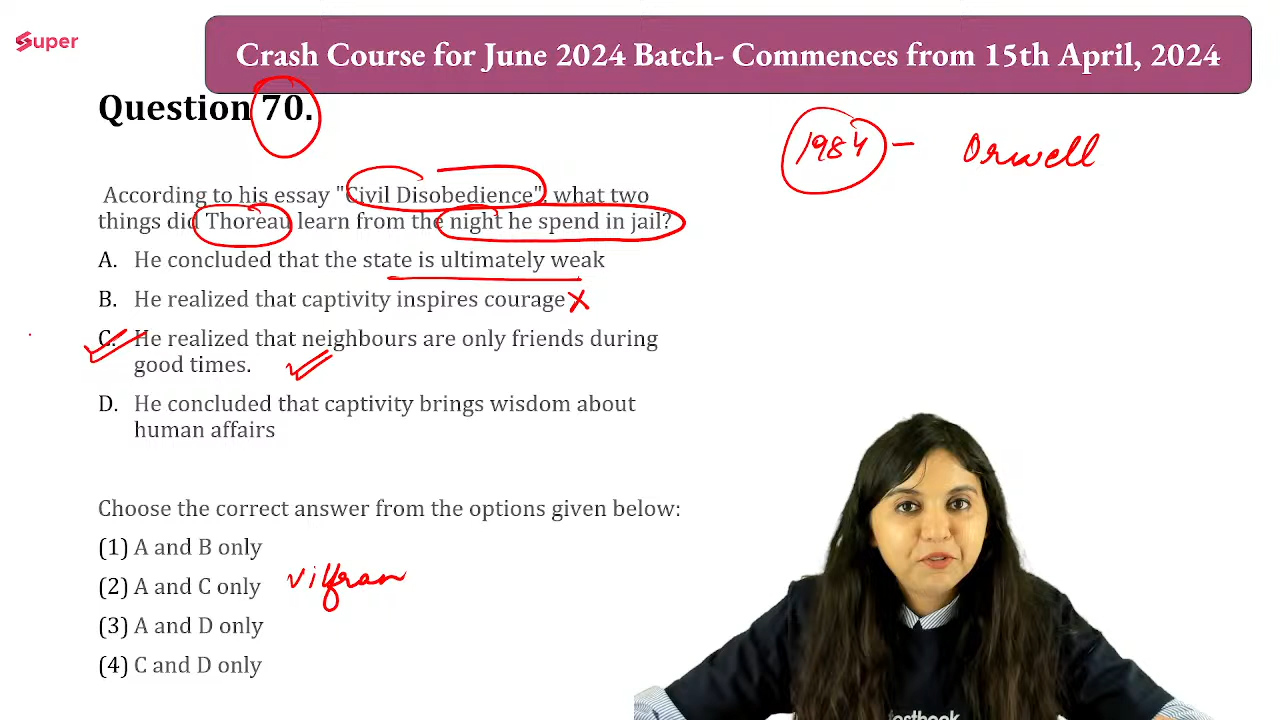 Super
Crash Course for June 2024 Batch- Commences from 15th April, 2024
Question 70.
1984 - Orwell
According to his essay "Civil Disobedience", what two
things did Thoreau learn from the night he spend in jail?
A. He concluded that the state is ultimately weak
B. He realized that captivity inspires courage
C. He realized that neighbours are only friends during
good times.
D. He concluded that captivity brings wisdom about
human affairs
Choose the correct answer from the options given below:
(1) A and B only
(2) A and C only
(3) A and D only
(4) C and D only
testbook